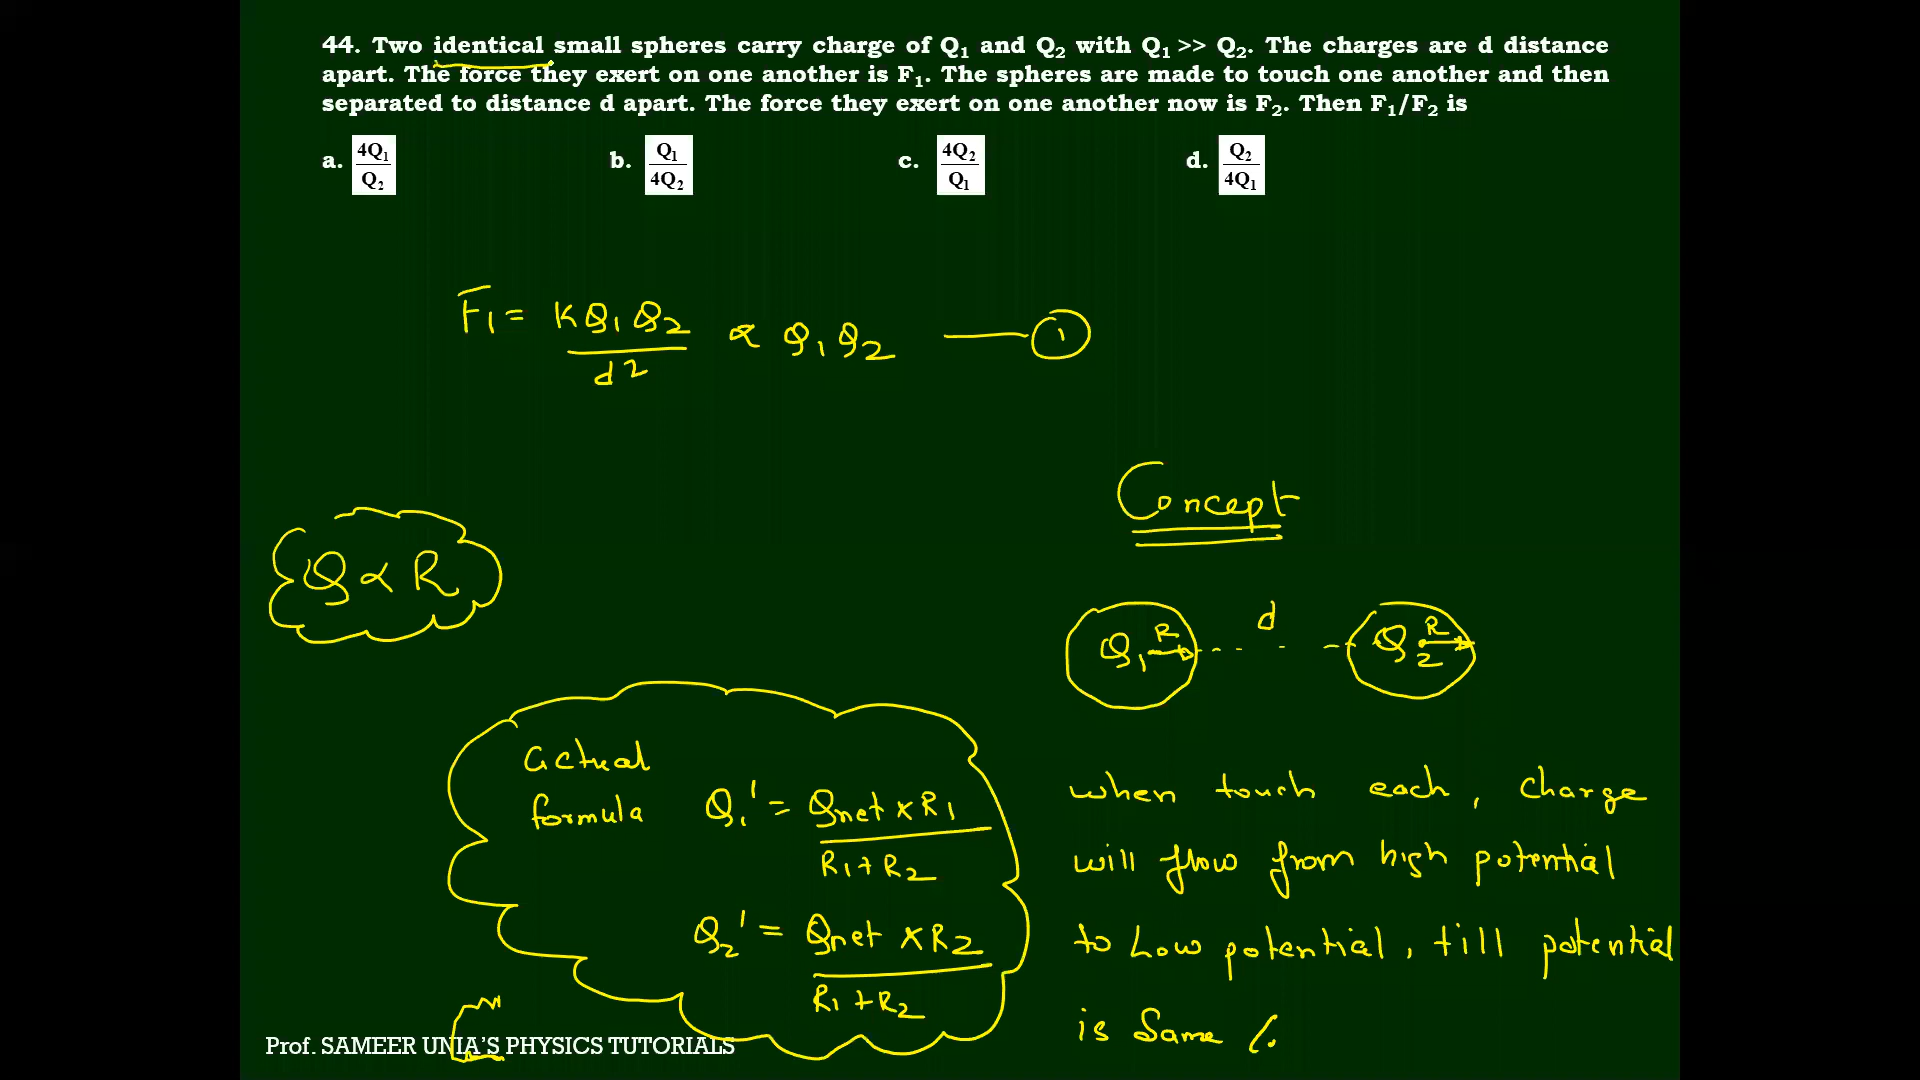 44. Two identical small spheres carry charge of Q₁ and Q₂ with Q₁ >> Q₂. The charges are d distance
apart. The force they exert on one another is F₁. The spheres are made to touch one another and then
separated to distance d apart. The force they exert on one another now is F₂. Then F₁/F₂ is
a. 4Q₁/Q₂ b. Q₁/4Q₂ c. 4Q₂/Q₁ d. Q₂/4Q₁
F₁ = KQ₁Q₂/d² ∝ Q₁Q₂ — 1
Concept
Q ∝ R
Q₁ R d Q₂ R
actual
formula Q₁' = Qnet × R₁/R₁+R₂
Q₂' = Qnet × R₂/R₁+R₂
when touch each, charge
will flow from high potential
to Low potential, till potential
is Same
Prof. SAMEER UNIA'S PHYSICS TUTORIALS